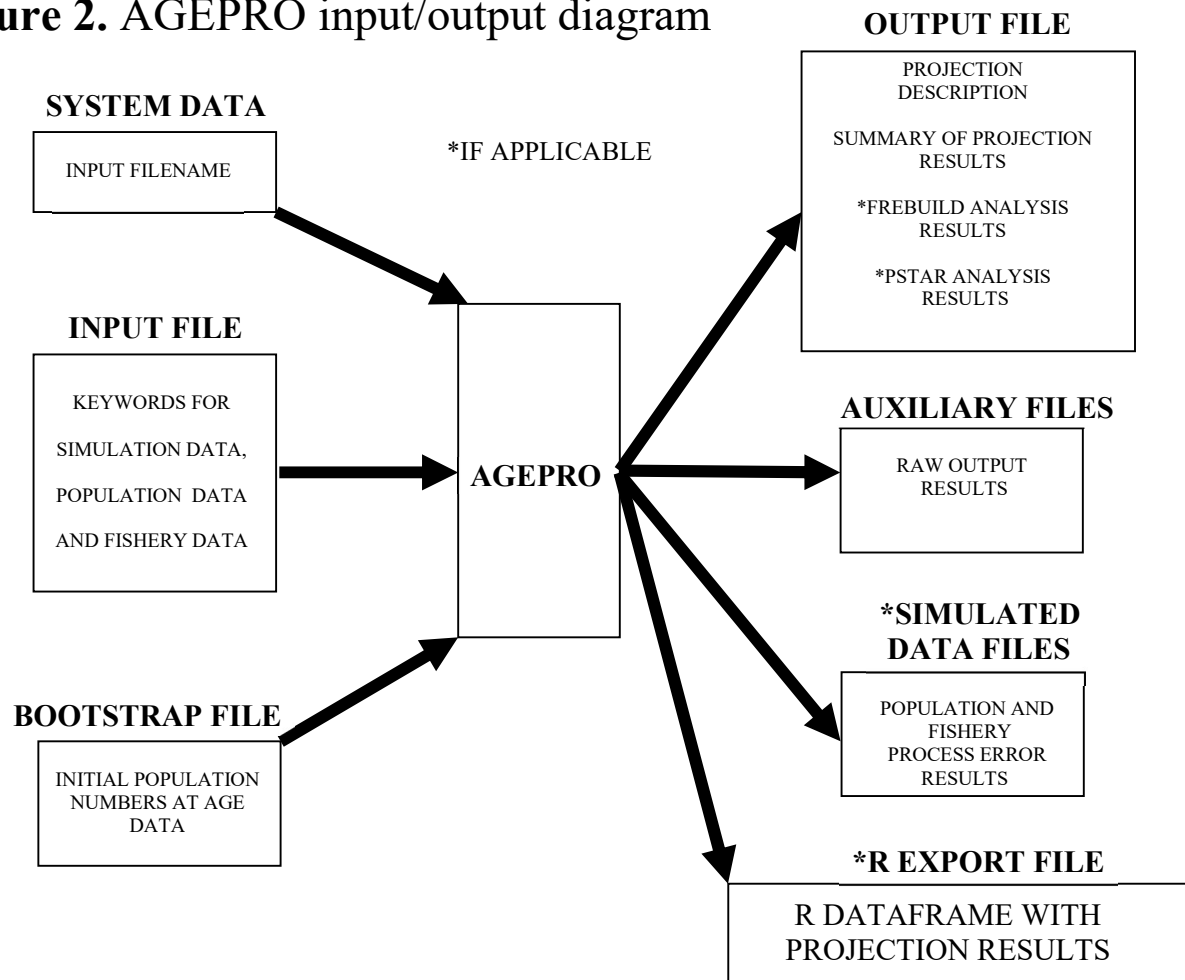 ure 2. AGEPRO input/output diagram
SYSTEM DATA
INPUT FILENAME
*IF APPLICABLE
INPUT FILE
KEYWORDS FOR
SIMULATION DATA,
POPULATION DATA
AND FISHERY DATA
BOOTSTRAP FILE
INITIAL POPULATION
NUMBERS AT AGE
DATA
AGEPRO
OUTPUT FILE
PROJECTION
DESCRIPTION
SUMMARY OF PROJECTION
RESULTS
*FREBUILD ANALYSIS
RESULTS
*PSTAR ANALYSIS
RESULTS
AUXILIARY FILES
RAW OUTPUT
RESULTS
*SIMULATED
DATA FILES
POPULATION AND
FISHERY
PROCESS ERROR
RESULTS
*R EXPORT FILE
R DATAFRAME WITH
PROJECTION RESULTS